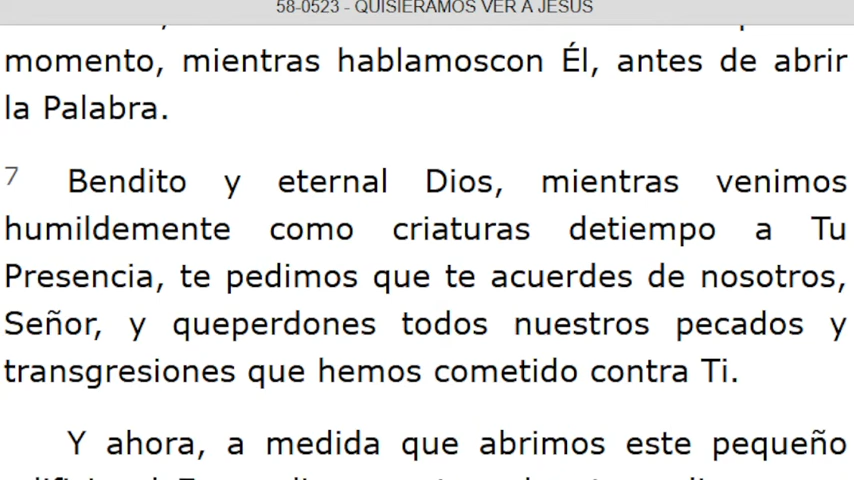 58-0523 - QUISIÉRAMOS VER A JESÚS
momento, mientras hablamoscon Él, antes de abrir
la Palabra.
7 Bendito y eternal Dios, mientras venimos
humildemente como criaturas detiempo a Tu
Presencia, te pedimos que te acuerdes de nosotros,
Señor, y queperdones todos nuestros pecados y
transgresiones que hemos cometido contra Ti.
Y ahora, a medida que abrimos este pequeño